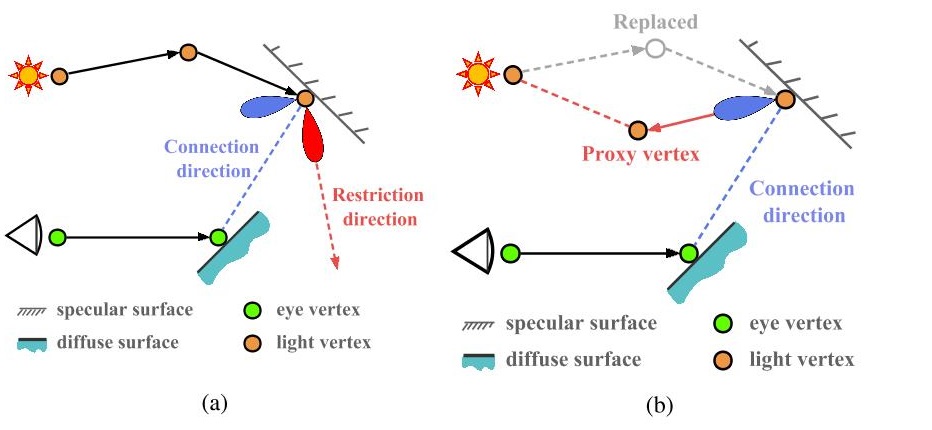 Connection
direction
Restriction
direction
specular surface
eye vertex
diffuse surface
light vertex
(a)
Replaced
Proxy vertex
Connection
direction
specular surface
eye vertex
diffuse surface
light vertex
(b)